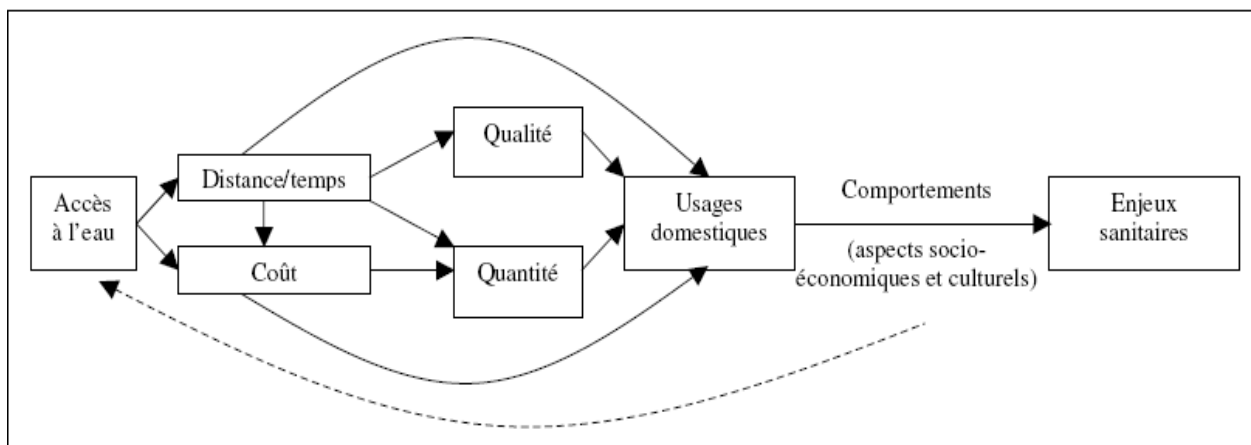 Accès
à l'eau
Distance/temps
Coût
Qualité
Quantité
Usages
domestiques
Comportements
(aspects socio-
économiques et culturels)
Enjeux
sanitaires